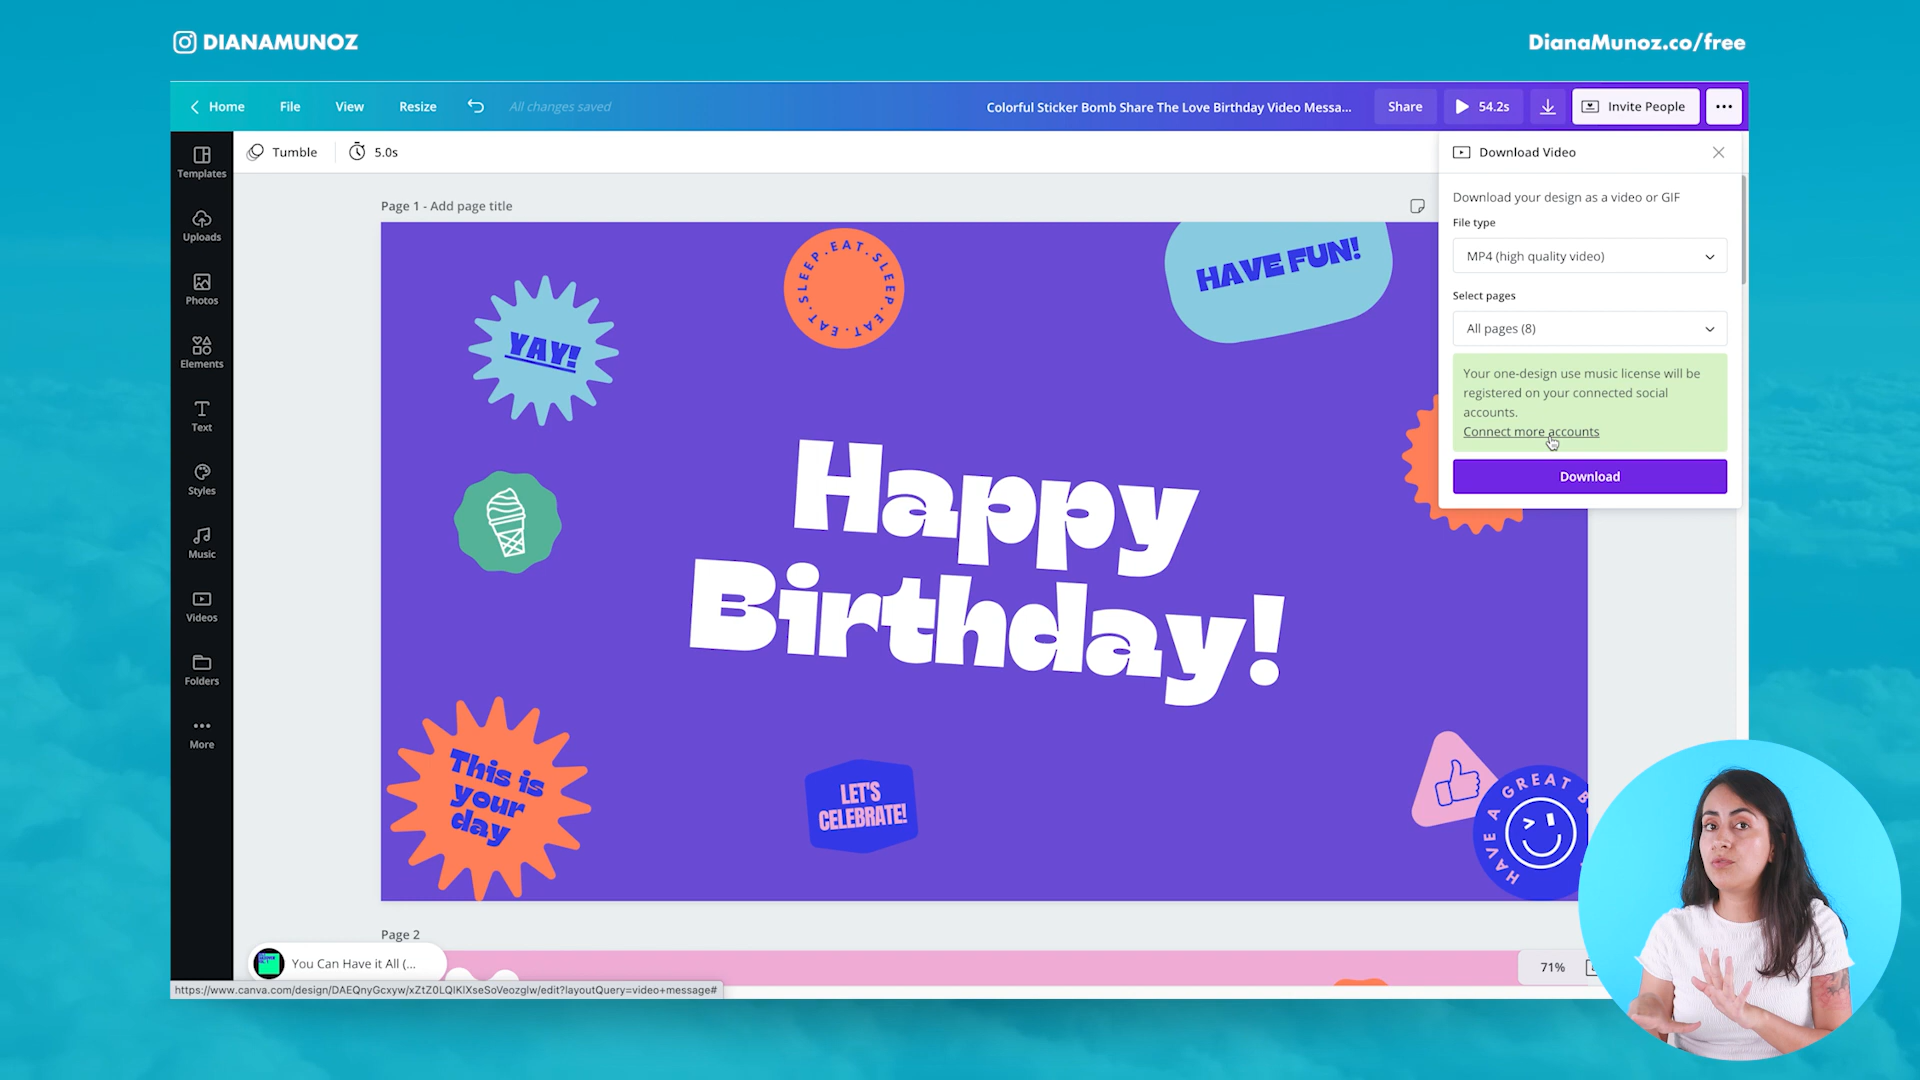 DIANAMUNOZ
DianaMunoz.co/free
Home
File
View
Resize
All changes saved
Colorful Sticker Bomb Share The Love Birthday Video Messa...
Share
54.2s
Invite People
Templates
Uploads
Photos
Elements
Text
Styles
Music
Videos
Folders
More
Tumble
5.0s
Download Video
Download your design as a video or GIF
File type
MP4 (high quality video)
Select pages
All pages (8)
Your one-design use music license will be
registered on your connected social
accounts.
Connect more accounts
Download
Page 1 - Add page title
SLEEP.EAT.SLEEP.EAT.EAT.
HAVE FUN!
YAY!
Happy
Birthday!
This is
your
day
LET'S
CELEBRATE!
HAVE A GREAT B
Page 2
You Can Have it All (...
71%
https://www.canva.com/design/DAEQnyGcxyw/xZtZ0LQIKlXseSoVeozglw/edit?layoutQuery=video+message#